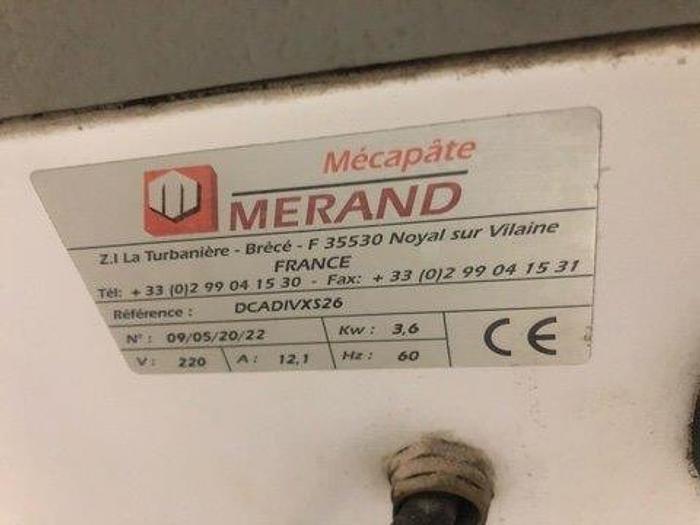 Mécapâte
MERAND
Z.I La Turbanière - Brécé - F 35530 Noyal sur Vilaine
FRANCE
Tél: + 33 (0)2 99 04 15 30 - Fax: + 33 (0)2 99 04 15 31
Référence : DCADIVXS26
N° : 09/05/20/22 Kw : 3,6
V : 220 A : 12,1 Hz : 60
CE